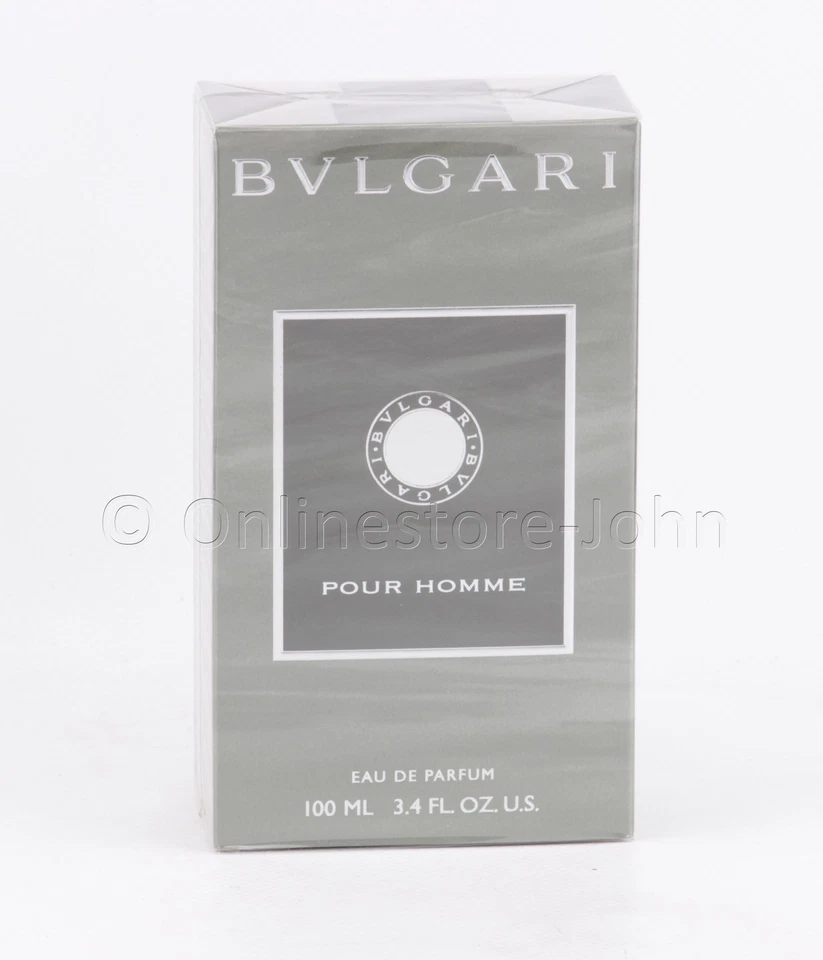 BVLGARI
BVLGARI · BVLGARI ·
© Onlinestore-John
POUR HOMME
EAU DE PARFUM
100 ML 3.4 FL. OZ. U.S.